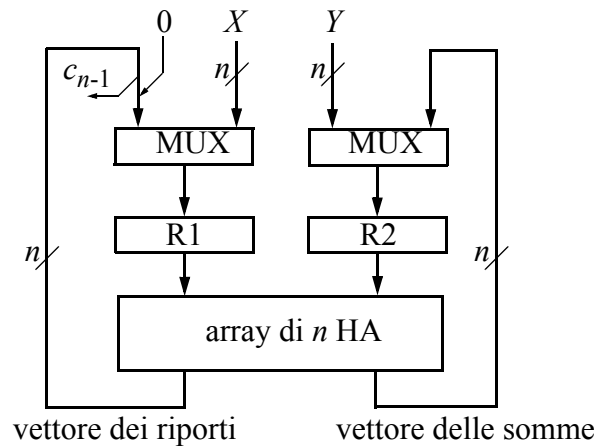 0 X Y
c_{n-1} n n
MUX MUX
R1 R2
n n
array di n HA
vettore dei riporti vettore delle somme